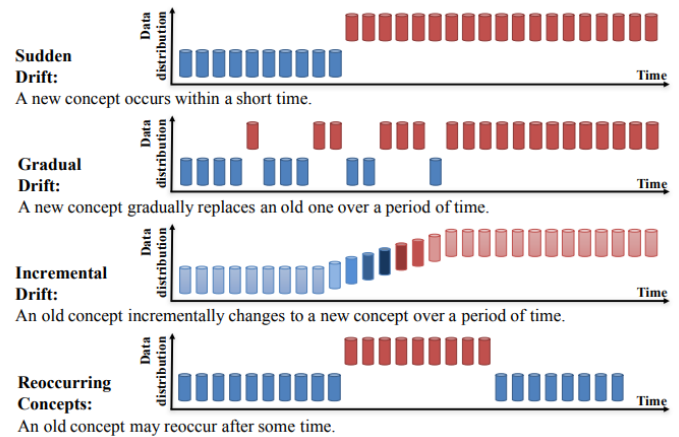 Data
distribution
Sudden
Drift:
Time
A new concept occurs within a short time.
Data
distribution
Gradual
Drift:
Time
A new concept gradually replaces an old one over a period of time.
Data
distribution
Incremental
Drift:
Time
An old concept incrementally changes to a new concept over a period of time.
Data
distribution
Reoccurring
Concepts:
Time
An old concept may reoccur after some time.